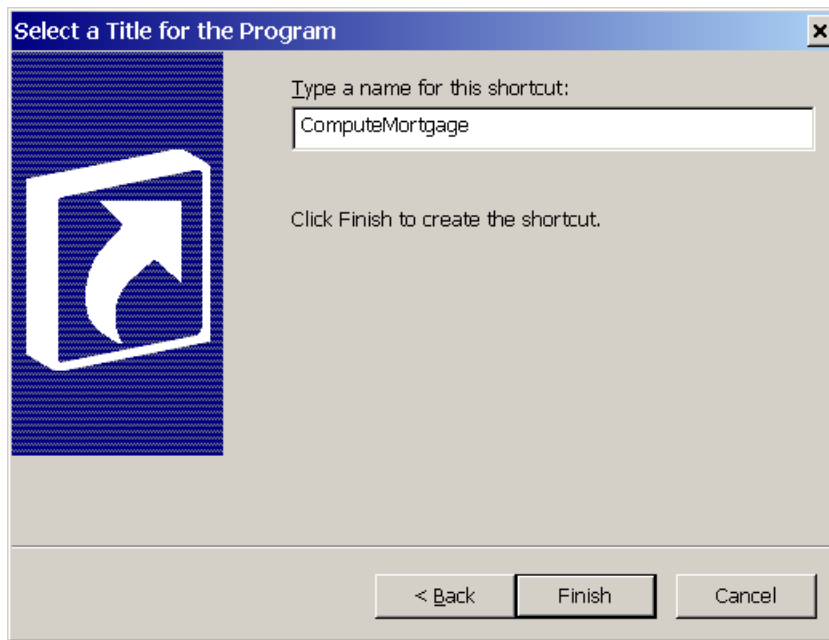 Select a Title for the Program
Type a name for this shortcut:
ComputeMortgage
Click Finish to create the shortcut.
< Back
Finish
Cancel